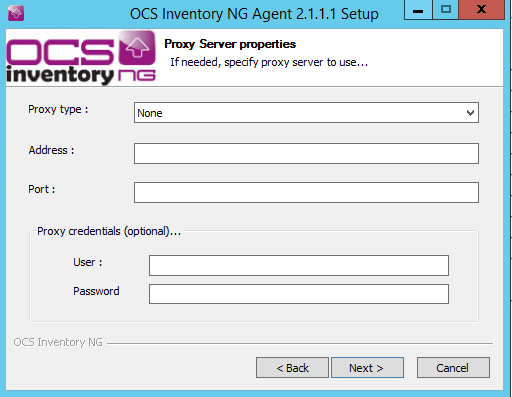 OCS Inventory NG Agent 2.1.1.1 Setup
OCS
inventory NG
Proxy Server properties
If needed, specify proxy server to use...
Proxy type :
None
Address :
Port :
Proxy credentials (optional)...
User :
Password
OCS Inventory NG
< Back
Next >
Cancel